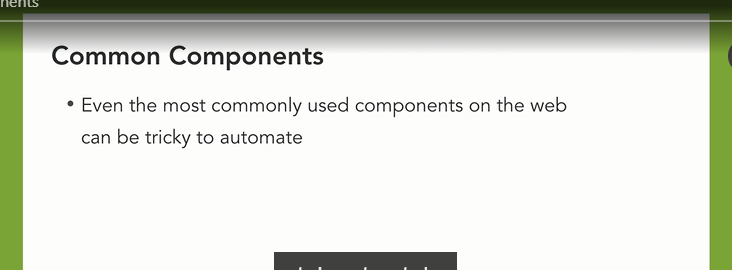 Common Components
• Even the most commonly used components on the web
can be tricky to automate